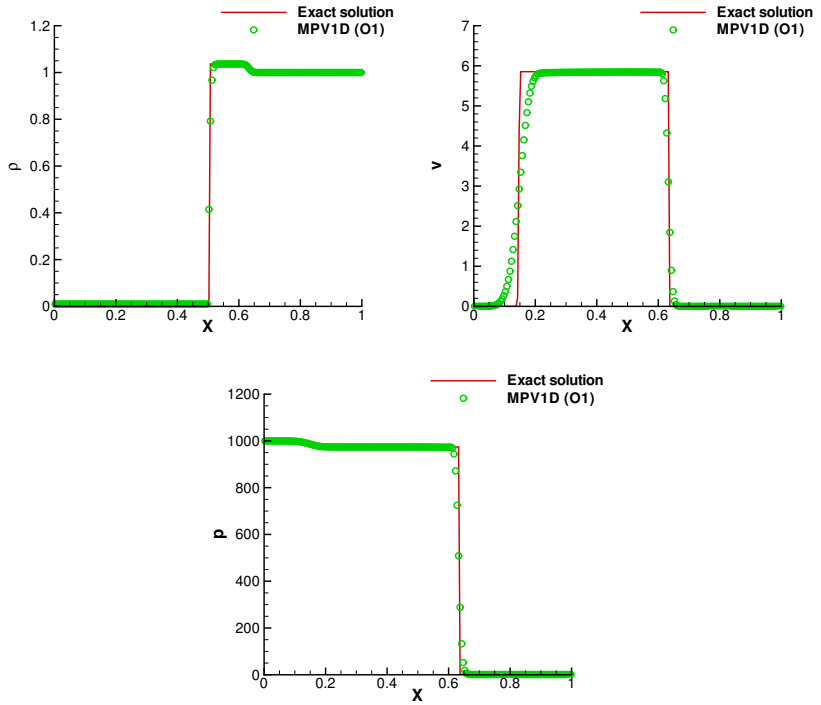 Exact solution
MPV1D (O1)
1.2
1
0.8
0.6
0.4
0.2
0
ρ
0 0.2 0.4 0.6 0.8 1
X
Exact solution
MPV1D (O1)
7
6
5
4
3
2
1
0
v
0 0.2 0.4 0.6 0.8 1
X
Exact solution
MPV1D (O1)
1200
1000
800
600
400
200
0
p
0 0.2 0.4 0.6 0.8 1
X